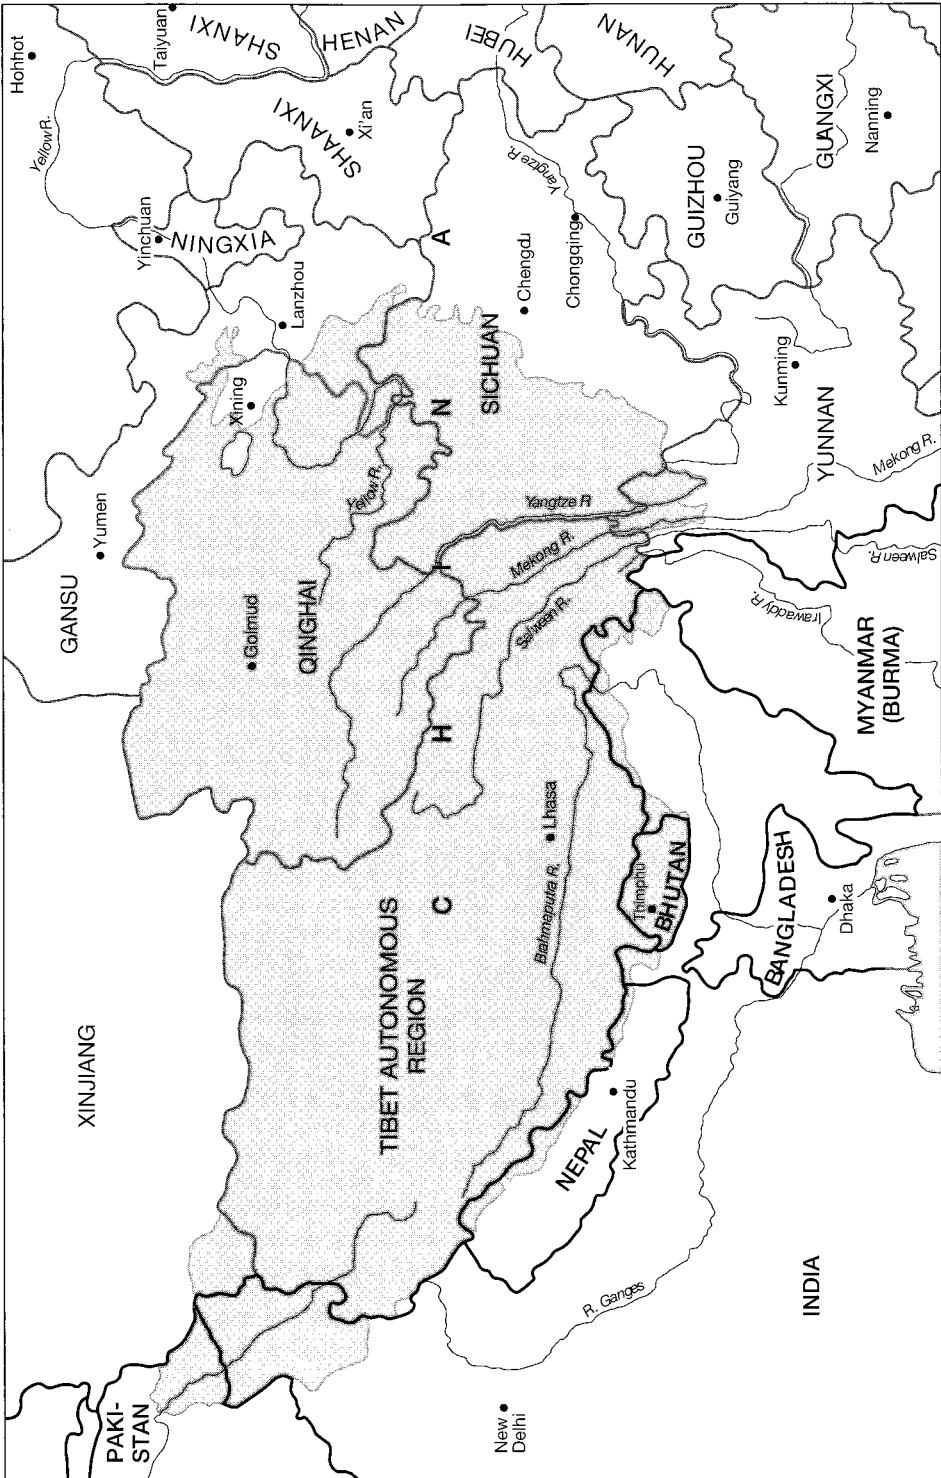 Hohhot
Yellow R.
GANSU
XINJIANG
Yumen
PAKI-
STAN
Yinchuan
Taiyuan
NINGXIA
SHANXI
Xining
Golmud
Lanzhou
SHAANXI
QINGHAI
Xi'an
HENAN
Yellow R.
TIBET AUTONOMOUS
REGION
C H I N A
SICHUAN
HUBEI
New
Delhi
Chengdu
Yangtze R.
Yangtze R
Mekong R.
Salween R.
Lhasa
Bahmaputra R.
Chongqing
NEPAL
Kathmandu
R. Ganges
Thimphu
BHUTAN
HUNAN
GUIZHOU
Guiyang
Kunming
Irawaddy R.
BANGLADESH
INDIA
YUNNAN
GUANGXI
Dhaka
Nanning
MYANMAR
(BURMA)
Mekong R.
Salween R.